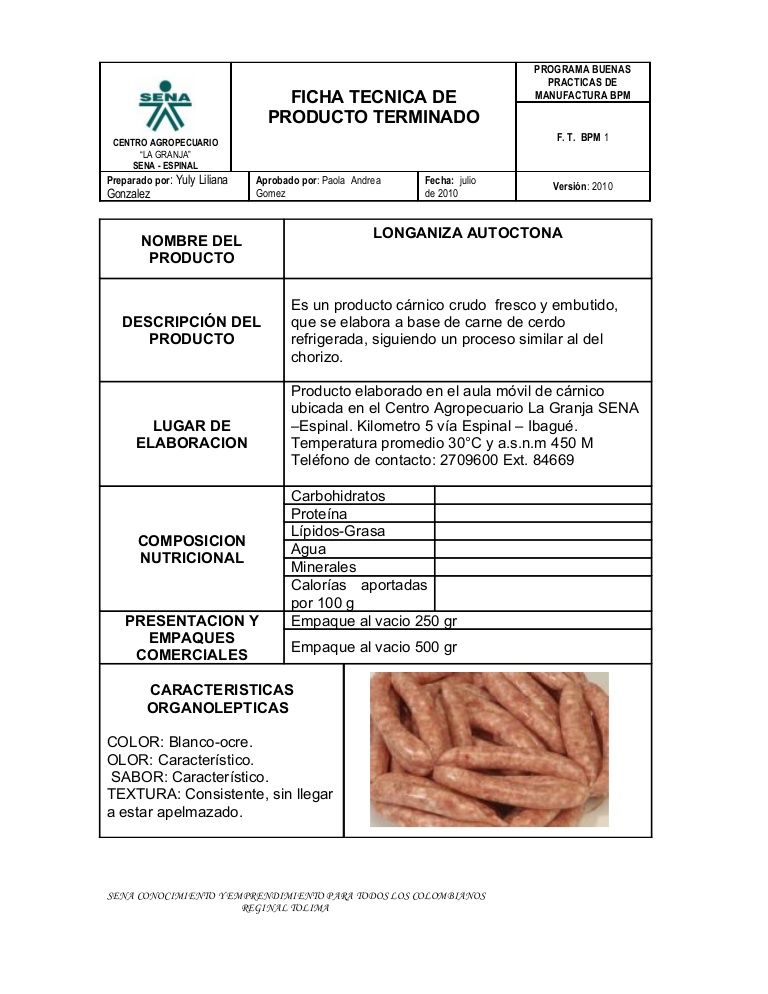 SENA
CENTRO AGROPECUARIO
“LA GRANJA”
SENA - ESPINAL
FICHA TECNICA DE
PRODUCTO TERMINADO
PROGRAMA BUENAS
PRACTICAS DE
MANUFACTURA BPM
F. T.  BPM 1
Preparado por: Yuly Liliana
Gonzalez
Aprobado por: Paola  Andrea
Gomez
Fecha:  julio
de 2010
Versión: 2010
NOMBRE DEL
PRODUCTO
LONGANIZA AUTOCTONA
DESCRIPCIÓN DEL
PRODUCTO
Es un producto cárnico crudo  fresco y embutido,
que se elabora a base de carne de cerdo
refrigerada, siguiendo un proceso similar al del
chorizo.
LUGAR DE
ELABORACION
Producto elaborado en el aula móvil de cárnico
ubicada en el Centro Agropecuario La Granja SENA
–Espinal. Kilometro 5 vía Espinal – Ibagué.
Temperatura promedio 30°C y a.s.n.m 450 M
Teléfono de contacto: 2709600 Ext. 84669
COMPOSICION
NUTRICIONAL
Carbohidratos
Proteína
Lípidos-Grasa
Agua
Minerales
Calorías aportadas
por 100 g
PRESENTACION Y
EMPAQUES
COMERCIALES
Empaque al vacio 250 gr
Empaque al vacio 500 gr
CARACTERISTICAS
ORGANOLEPTICAS
COLOR: Blanco-ocre.
OLOR: Característico.
SABOR: Característico.
TEXTURA: Consistente, sin llegar
a estar apelmazado.
SENA CONOCIMIENTO Y EMPRENDIMIENTO PARA TODOS LOS COLOMBIANOS
REGINAL TOLIMA